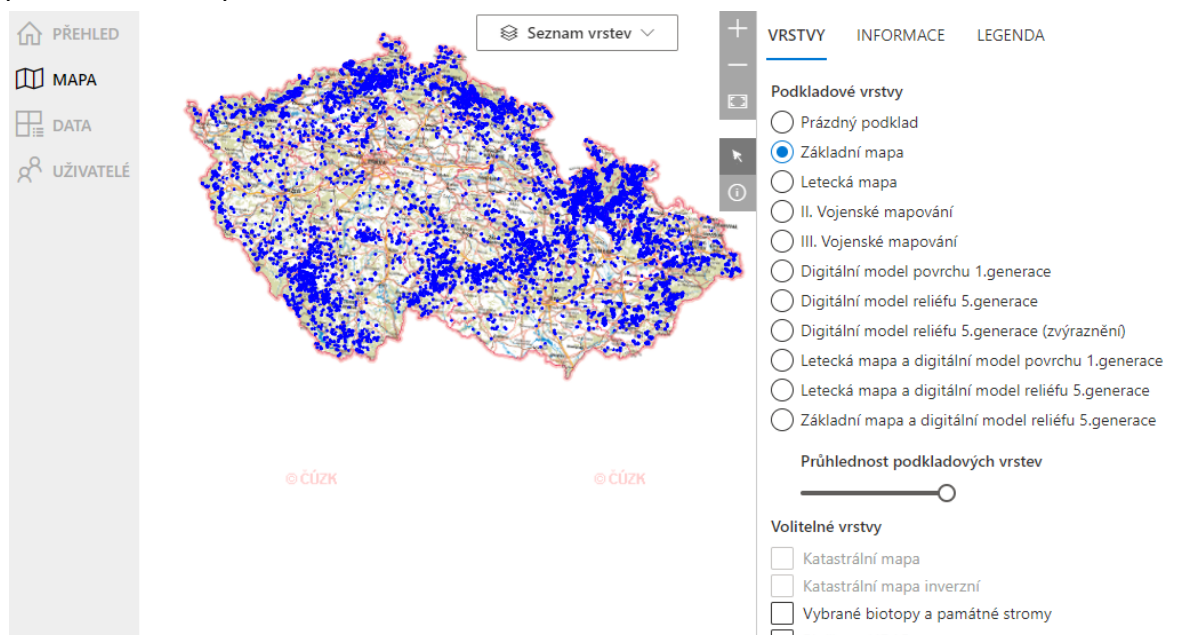 PŘEHLED
MAPA
DATA
UŽIVATELÉ
Seznam vrstev
VRSTVY INFORMACE LEGENDA
Podkladové vrstvy
Prázdný podklad
Základní mapa
Letecká mapa
II. Vojenské mapování
III. Vojenské mapování
Digitální model povrchu 1.generace
Digitální model reliéfu 5.generace
Digitální model reliéfu 5.generace (zvýraznění)
Letecká mapa a digitální model povrchu 1.generace
Letecká mapa a digitální model reliéfu 5.generace
Základní mapa a digitální model reliéfu 5.generace
Průhlednost podkladových vrstev
© ČÚZK © ČÚZK
Volitelné vrstvy
Katastrální mapa
Katastrální mapa inverzní
Vybrané biotopy a památné stromy